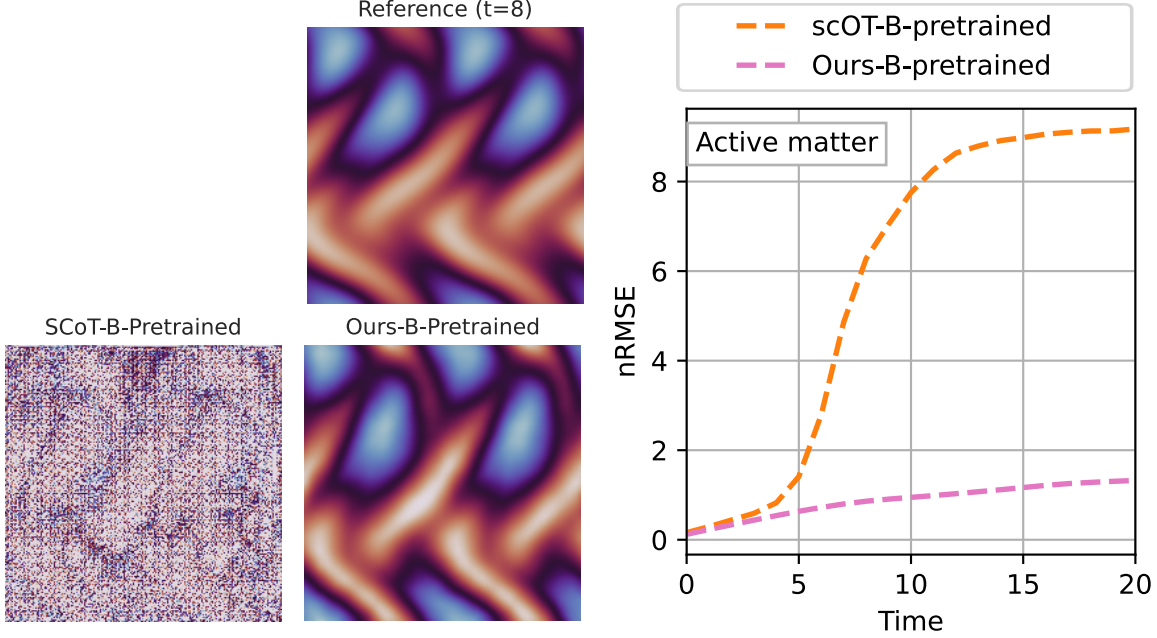 Reference (t=8)
SCoT-B-Pretrained
Ours-B-Pretrained
scOT-B-pretrained
Ours-B-pretrained
Active matter
nRMSE
8
6
4
2
0
0 5 10 15 20
Time